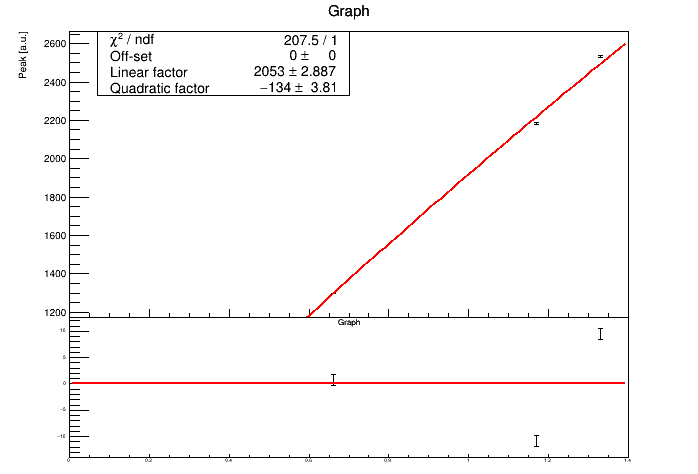 Graph
Peak [a.u.]
χ² / ndf 207.5 / 1
Off-set 0 ± 0
Linear factor 2053 ± 2.887
Quadratic factor −134 ± 3.81
2600
2400
2200
2000
1800
1600
1400
1200
Graph
10
5
0
−5
−10
0 0.2 0.4 0.6 0.8 1 1.2 1.4